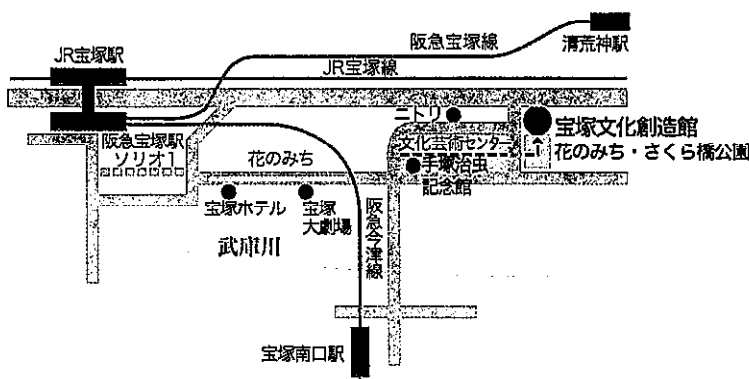 阪急宝塚線
清荒神駅
JR宝塚駅
JR宝塚線
ニトリ
宝塚文化創造館
阪急宝塚駅
ソリオ1
花のみち
文化芸術センター
花のみち・さくら橋公園
手塚治虫
記念館
宝塚ホテル
宝塚
大劇場
阪急今津線
武庫川
宝塚南口駅